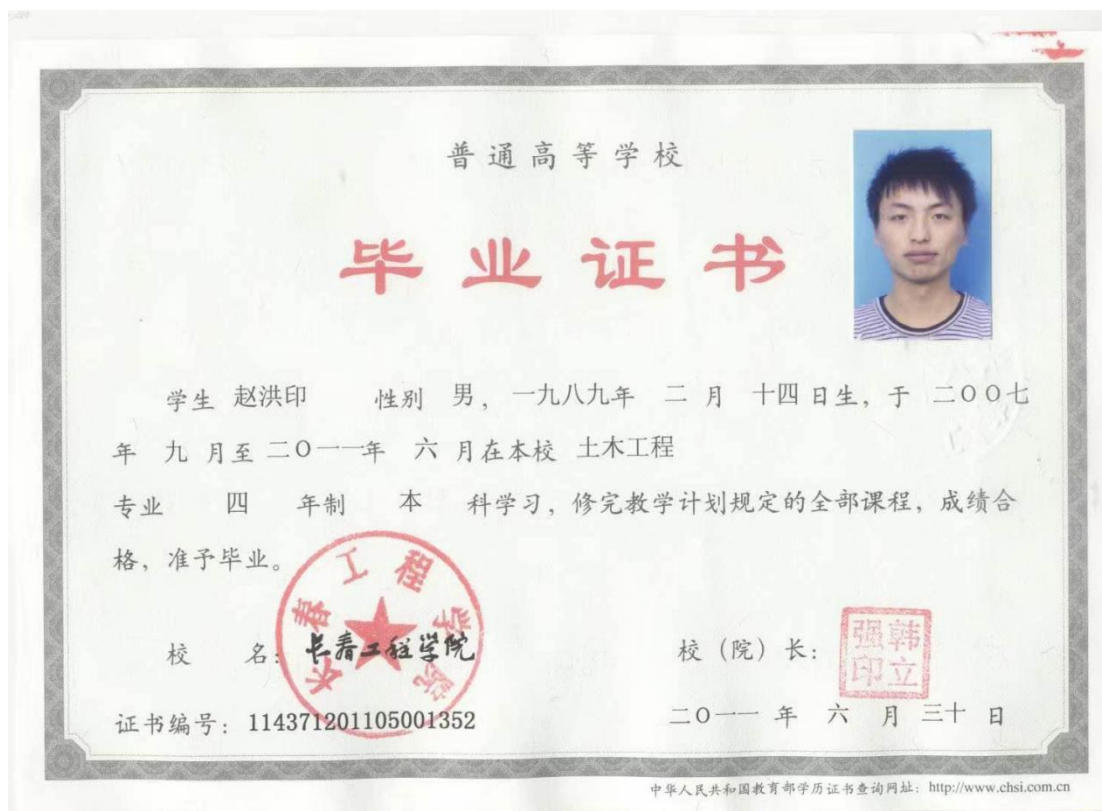 普通高等学校
毕业证书
学生 赵洪印 性别 男，一九八九年 二 月 十四 日生，于 二〇〇七
年 九 月至 二〇一一年 六 月在本校 土木工程
专业 四 年制 本 科学习，修完教学计划规定的全部课程，成绩合
格，准予毕业。
长春工程学院
校 名：长春工程学院 校（院）长：
韩立强印
证书编号：114371201105001352 二〇一一 年 六 月 三十 日
中华人民共和国教育部学历证书查询网址：http://www.chsi.com.cn